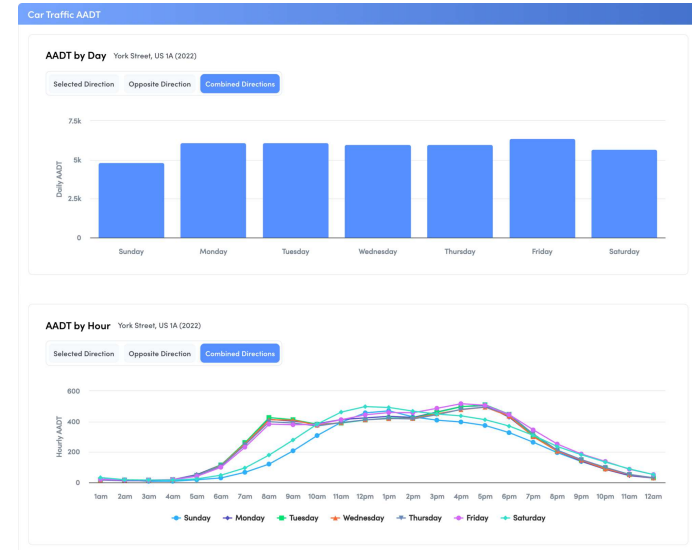 Car Traffic AADT
AADT by Day York Street, US 1A (2022)
Selected Direction Opposite Direction Combined Directions
7.5k
5k
2.5k
0
Daily AADT
Sunday Monday Tuesday Wednesday Thursday Friday Saturday
AADT by Hour York Street, US 1A (2022)
Selected Direction Opposite Direction Combined Directions
600
400
200
0
Hourly AADT
1am 2am 3am 4am 5am 6am 7am 8am 9am 10am 11am 12pm 1pm 2pm 3pm 4pm 5pm 6pm 7pm 8pm 9pm 10pm 11am 12am
Sunday Monday Tuesday Wednesday Thursday Friday Saturday